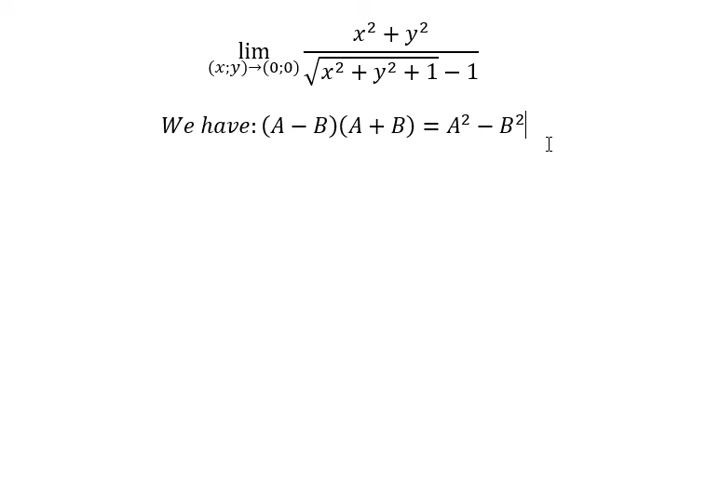 lim (x;y)→(0;0) x² + y² / √x² + y² + 1 − 1
We have: (A − B)(A + B) = A² − B²